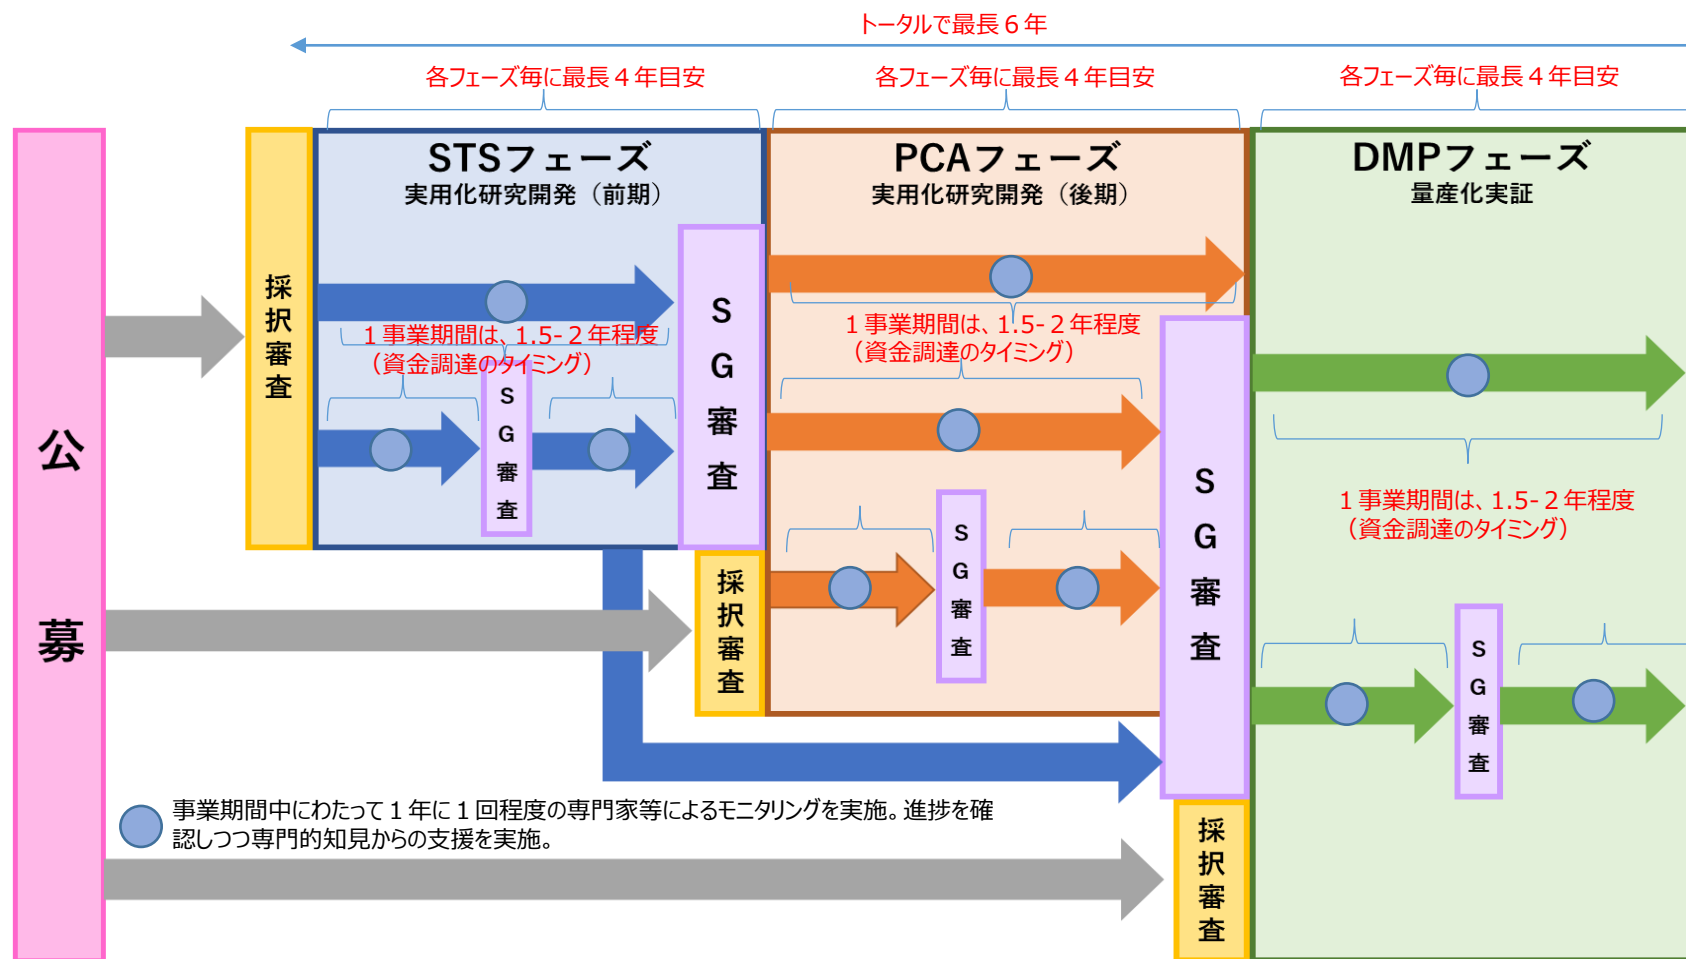 トータルで最長６年
各フェーズ毎に最長４年目安
各フェーズ毎に最長４年目安
各フェーズ毎に最長４年目安
公募
採択審査
STSフェーズ
実用化研究開発（前期）
１事業期間は、1.5-２年程度
（資金調達のタイミング）
SG審査
SG審査
採択審査
PCAフェーズ
実用化研究開発（後期）
１事業期間は、1.5-２年程度
（資金調達のタイミング）
SG審査
SG審査
採択審査
DMPフェーズ
量産化実証
１事業期間は、1.5-２年程度
（資金調達のタイミング）
SG審査
事業期間中にわたって１年に１回程度の専門家等によるモニタリングを実施。進捗を確
認しつつ専門的知見からの支援を実施。